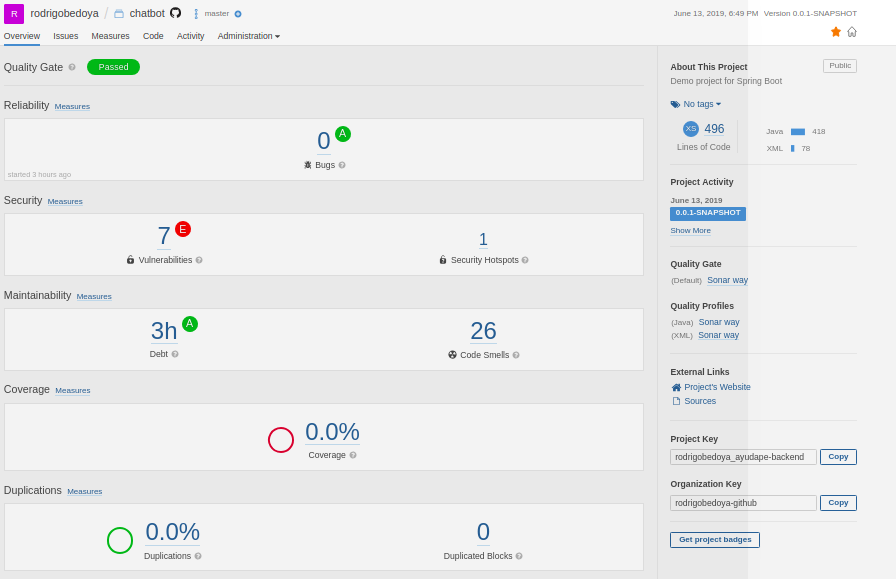 R rodrigobedoya / chatbot master June 13, 2019, 6:49 PM Version 0.0.1-SNAPSHOT
Overview Issues Measures Code Activity Administration
Quality Gate ? Passed
Reliability Measures
0 A
Bugs ?
started 3 hours ago
Security Measures
7 E
Vulnerabilities ?
1
Security Hotspots ?
Maintainability Measures
3h A
Debt ?
26
Code Smells ?
Coverage Measures
0.0%
Coverage ?
Duplications Measures
0.0%
Duplications ?
0
Duplicated Blocks ?
About This Project Public
Demo project for Spring Boot
No tags
XS 496
Lines of Code
Java 418
XML 78
Project Activity
June 13, 2019
0.0.1-SNAPSHOT
Show More
Quality Gate
(Default) Sonar way
Quality Profiles
(Java) Sonar way
(XML) Sonar way
External Links
Project's Website
Sources
Project Key
rodrigobedoya_ayudape-backend Copy
Organization Key
rodrigobedoya-github Copy
Get project badges